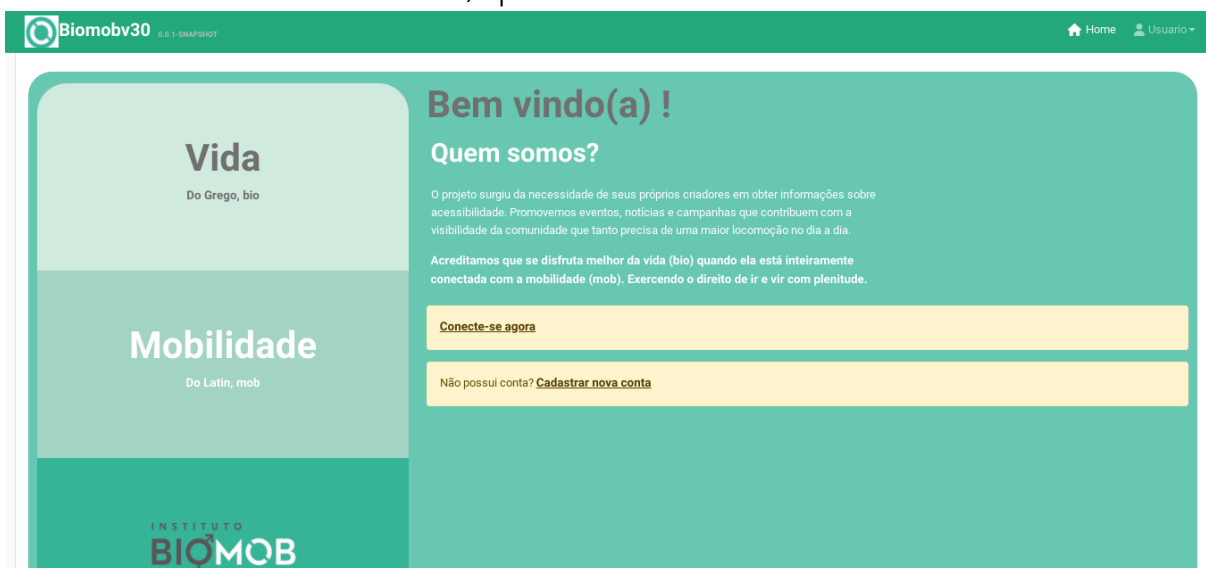 Biomobv30 0.0.1-SNAPSHOT
Home
Usuario
Vida
Do Grego, bio
Mobilidade
Do Latin, mob
INSTITUTO
BIOMOB
Bem vindo(a) !
Quem somos?
O projeto surgiu da necessidade de seus próprios criadores em obter informações sobre
acessibilidade. Promovemos eventos, notícias e campanhas que contribuem com a
visibilidade da comunidade que tanto precisa de uma maior locomoção no dia a dia.
Acreditamos que se disfruta melhor da vida (bio) quando ela está inteiramente
conectada com a mobilidade (mob). Exercendo o direito de ir e vir com plenitude.
Conecte-se agora
Não possui conta? Cadastrar nova conta